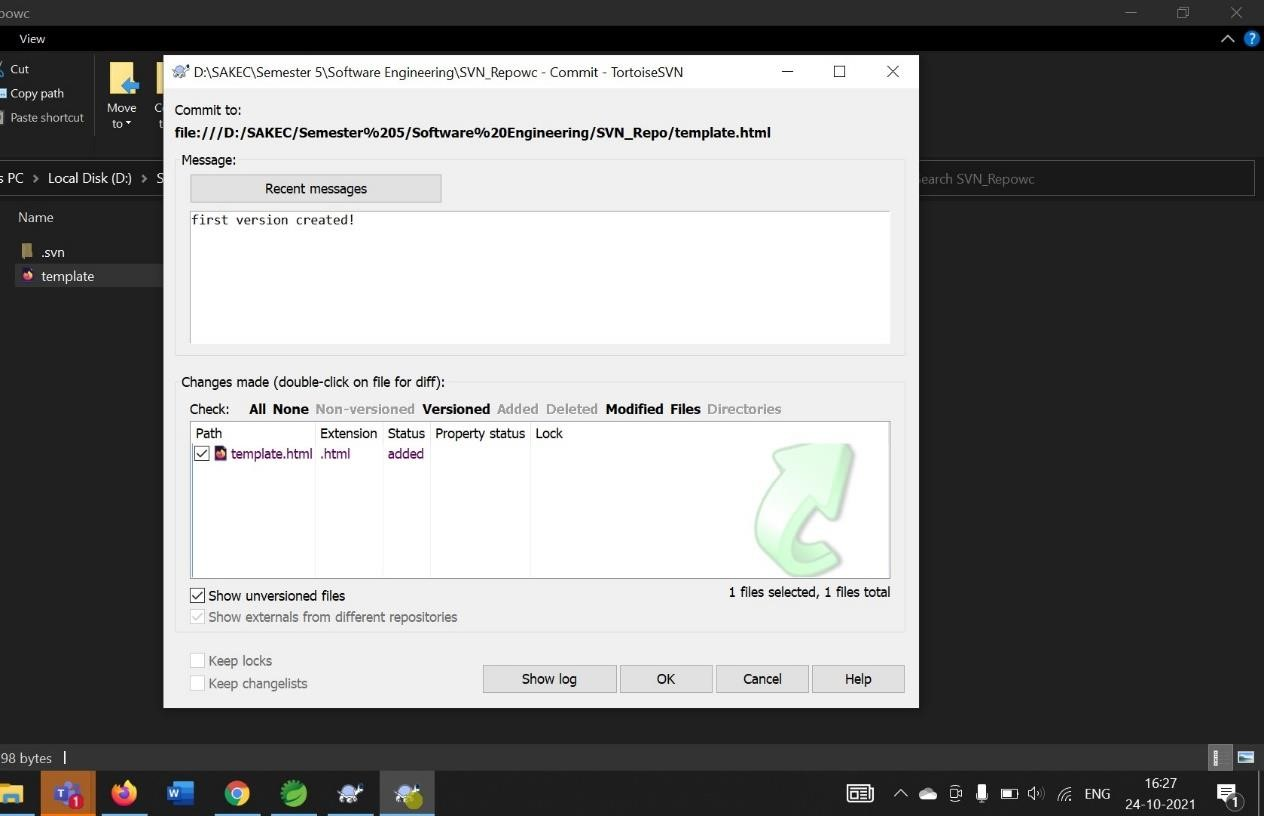 powc
View
Cut
Copy path
Paste shortcut
Move
to
PC > Local Disk (D:) >
Search SVN_Repowc
Name
.svn
template
D:\SAKEC\Semester 5\Software Engineering\SVN_Repowc - Commit - TortoiseSVN
Commit to:
file:///D:/SAKEC/Semester%205/Software%20Engineering/SVN_Repo/template.html
Message:
Recent messages
first version created!
Changes made (double-click on file for diff):
Check: All None Non-versioned Versioned Added Deleted Modified Files Directories
Path Extension Status Property status Lock
template.html .html added
1 files selected, 1 files total
Show unversioned files
Show externals from different repositories
Keep locks
Keep changelists
Show log OK Cancel Help
98 bytes
1
W
ENG
16:27
24-10-2021
1